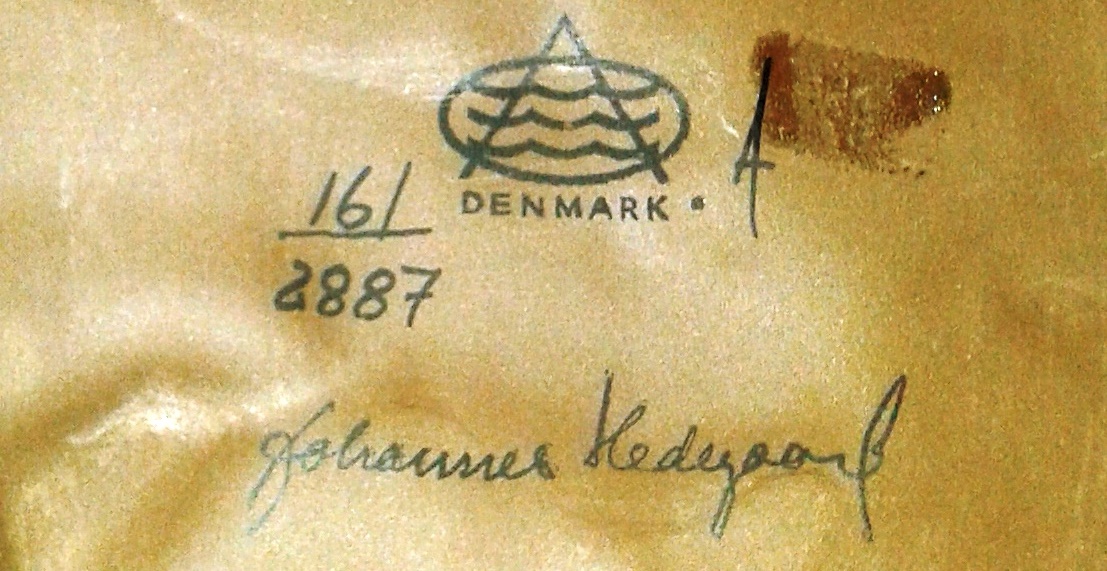 DENMARK
161
2887
Johannes Hedegaard